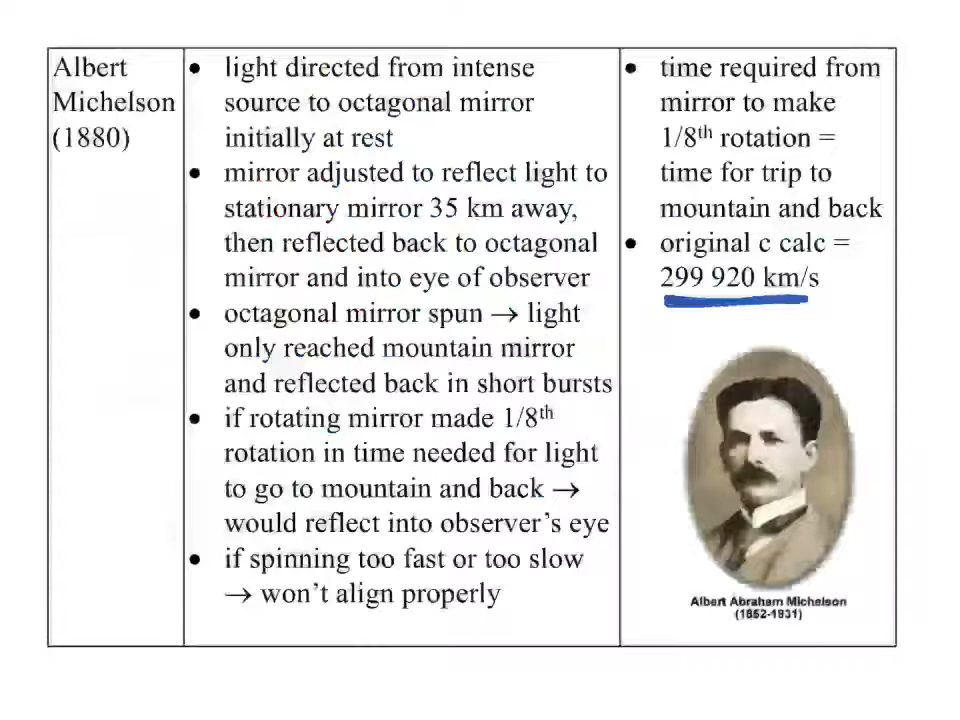 Albert
Michelson
(1880)
• light directed from intense
source to octagonal mirror
initially at rest
• mirror adjusted to reflect light to
stationary mirror 35 km away,
then reflected back to octagonal
mirror and into eye of observer
• octagonal mirror spun → light
only reached mountain mirror
and reflected back in short bursts
• if rotating mirror made 1/8th
rotation in time needed for light
to go to mountain and back →
would reflect into observer's eye
• if spinning too fast or too slow
→ won't align properly
• time required from
mirror to make
1/8th rotation =
time for trip to
mountain and back
• original c calc =
299 920 km/s
Albert Abraham Michelson
(1852-1931)